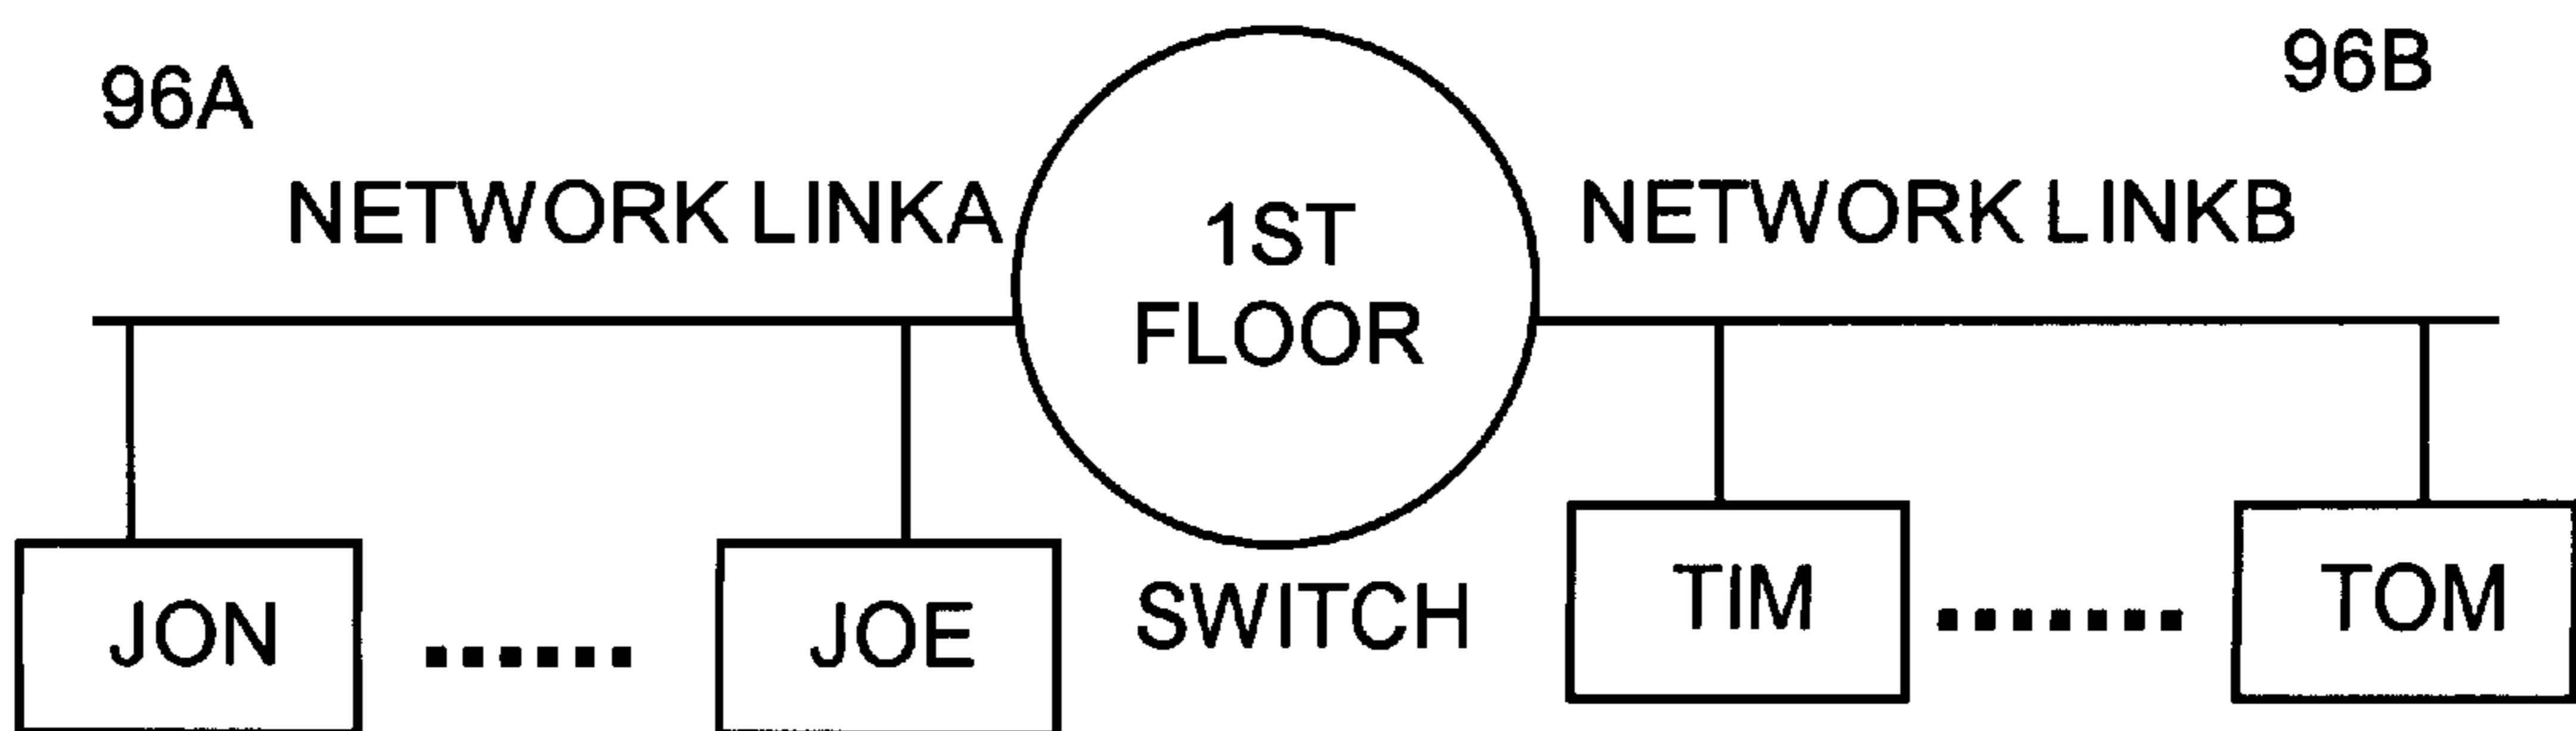 96A
96B
NETWORK LINKA
1ST
FLOOR
NETWORK LINKB
SWITCH
JON
JOE
TIM
TOM